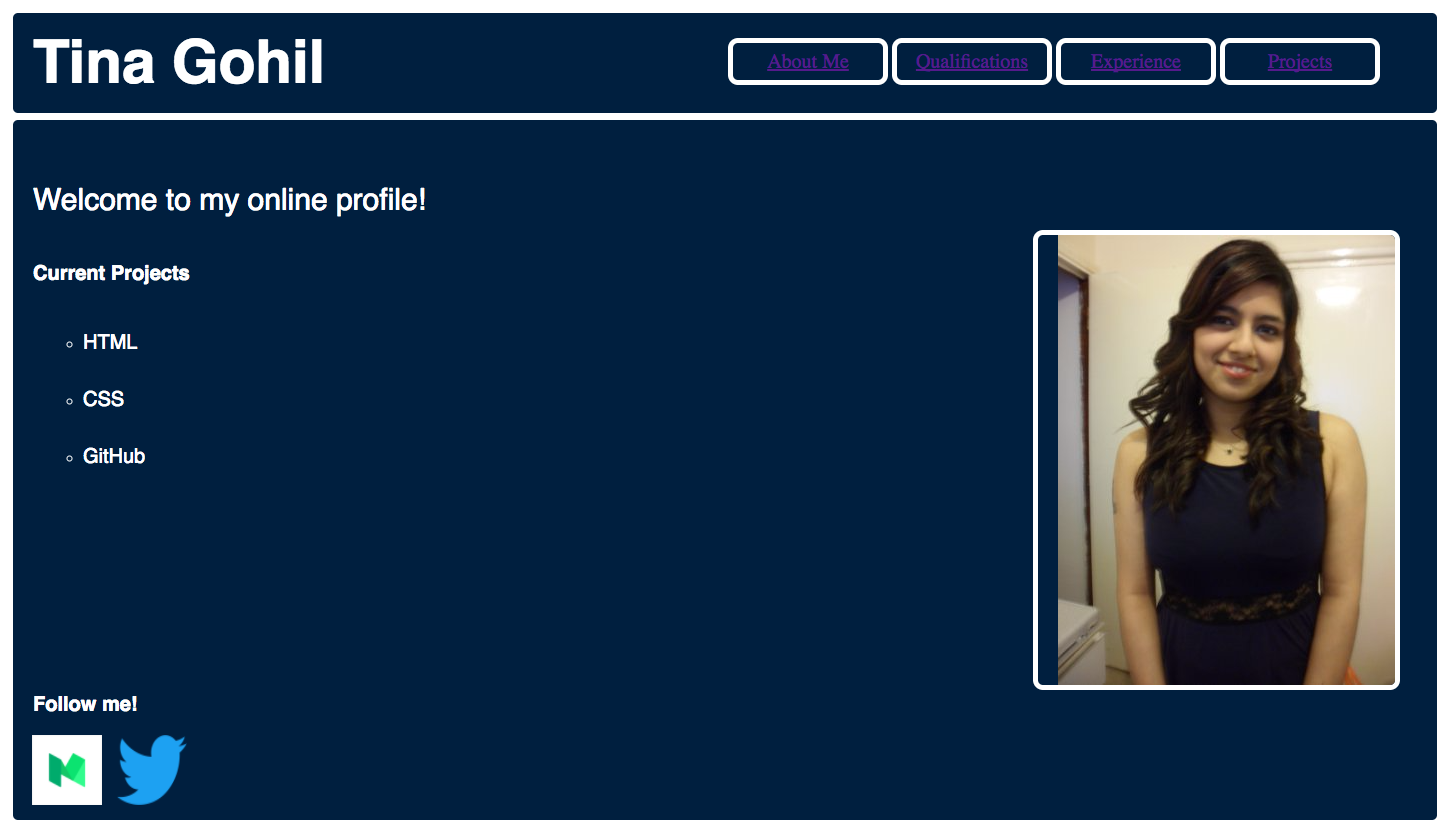 Tina Gohil
About Me Qualifications Experience Projects
Welcome to my online profile!
Current Projects
HTML
CSS
GitHub
Follow me!